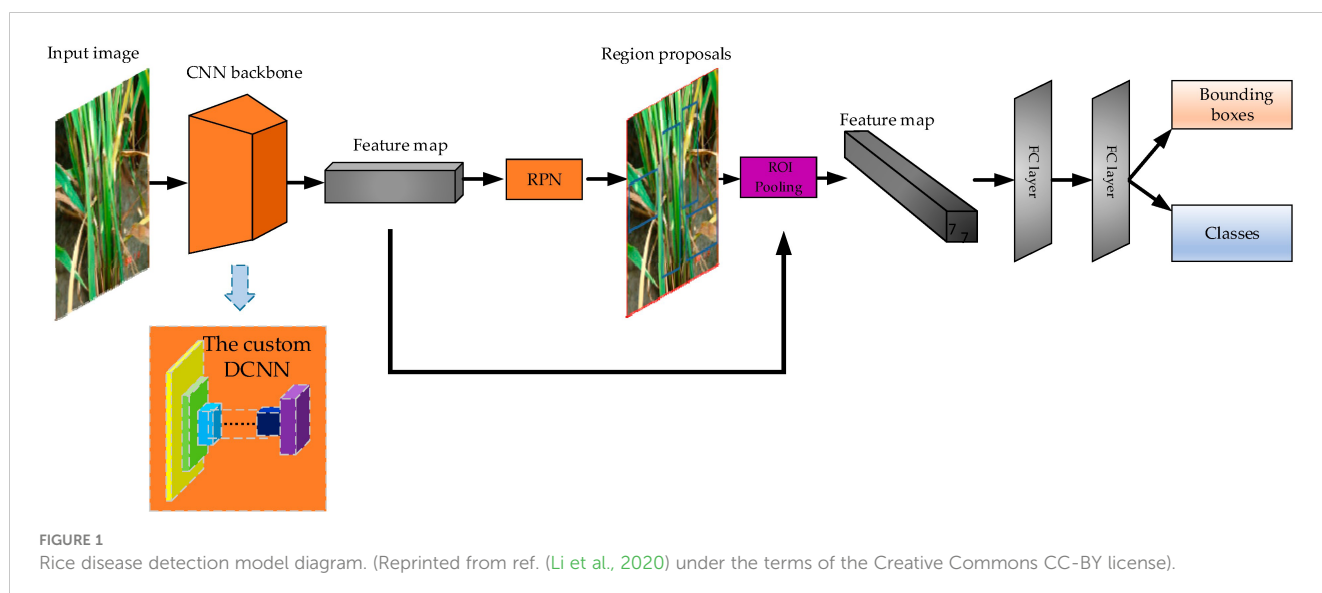 Input image
CNN backbone
Feature map
RPN
Region proposals
ROI
Pooling
Feature map
7
7
FC layer
FC layer
Bounding
boxes
Classes
The custom
DCNN
FIGURE 1
Rice disease detection model diagram. (Reprinted from ref. (Li et al., 2020) under the terms of the Creative Commons CC-BY license).